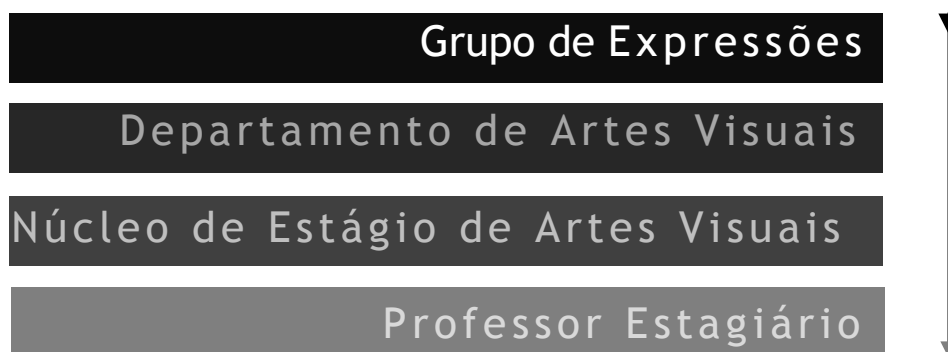 Grupo de Expressões
Departamento de Artes Visuais
Núcleo de Estágio de Artes Visuais
Professor Estagiário